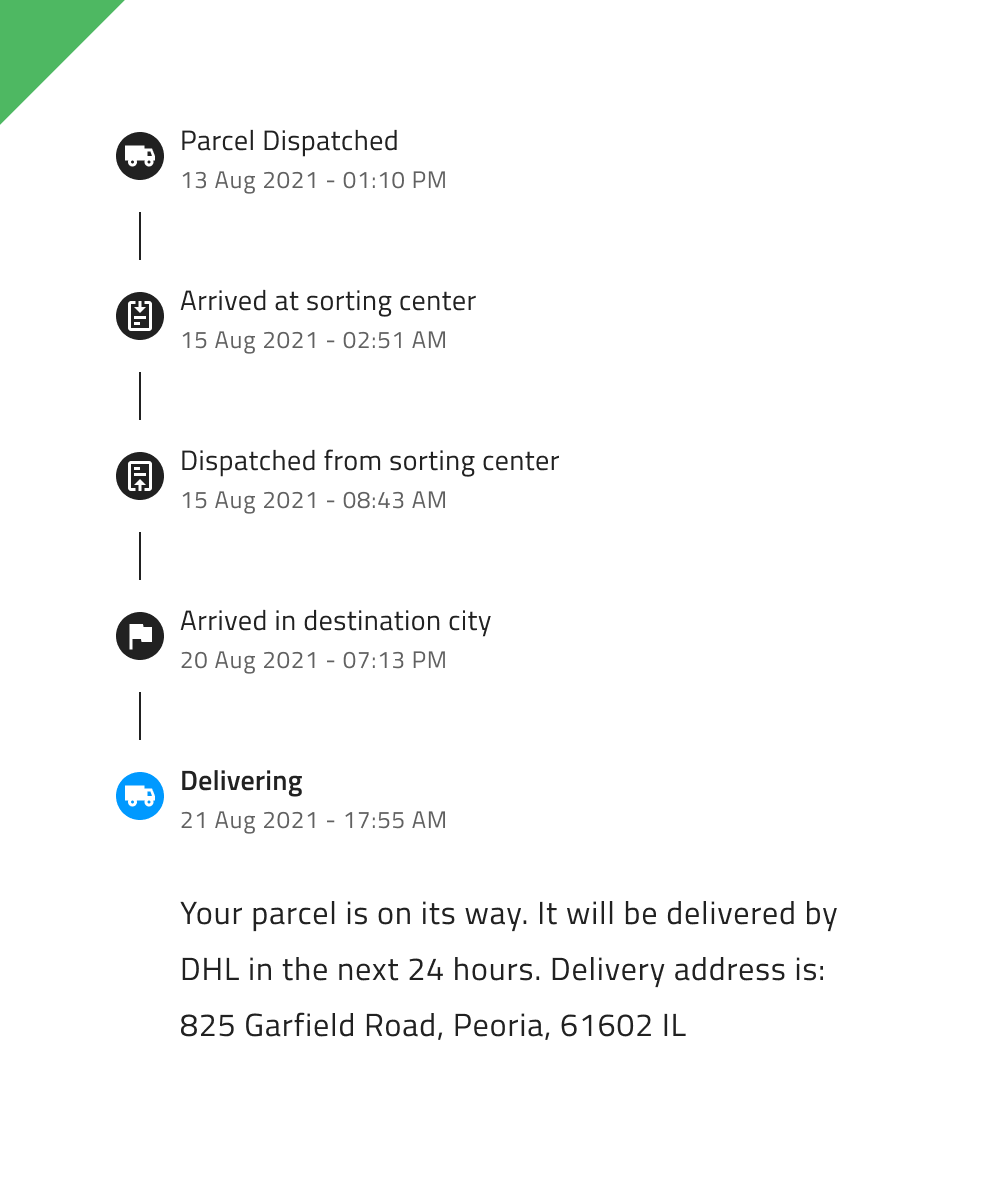 Parcel Dispatched
13 Aug 2021 - 01:10 PM
Arrived at sorting center
15 Aug 2021 - 02:51 AM
Dispatched from sorting center
15 Aug 2021 - 08:43 AM
Arrived in destination city
20 Aug 2021 - 07:13 PM
Delivering
21 Aug 2021 - 17:55 AM
Your parcel is on its way. It will be delivered by
DHL in the next 24 hours. Delivery address is:
825 Garfield Road, Peoria, 61602 IL